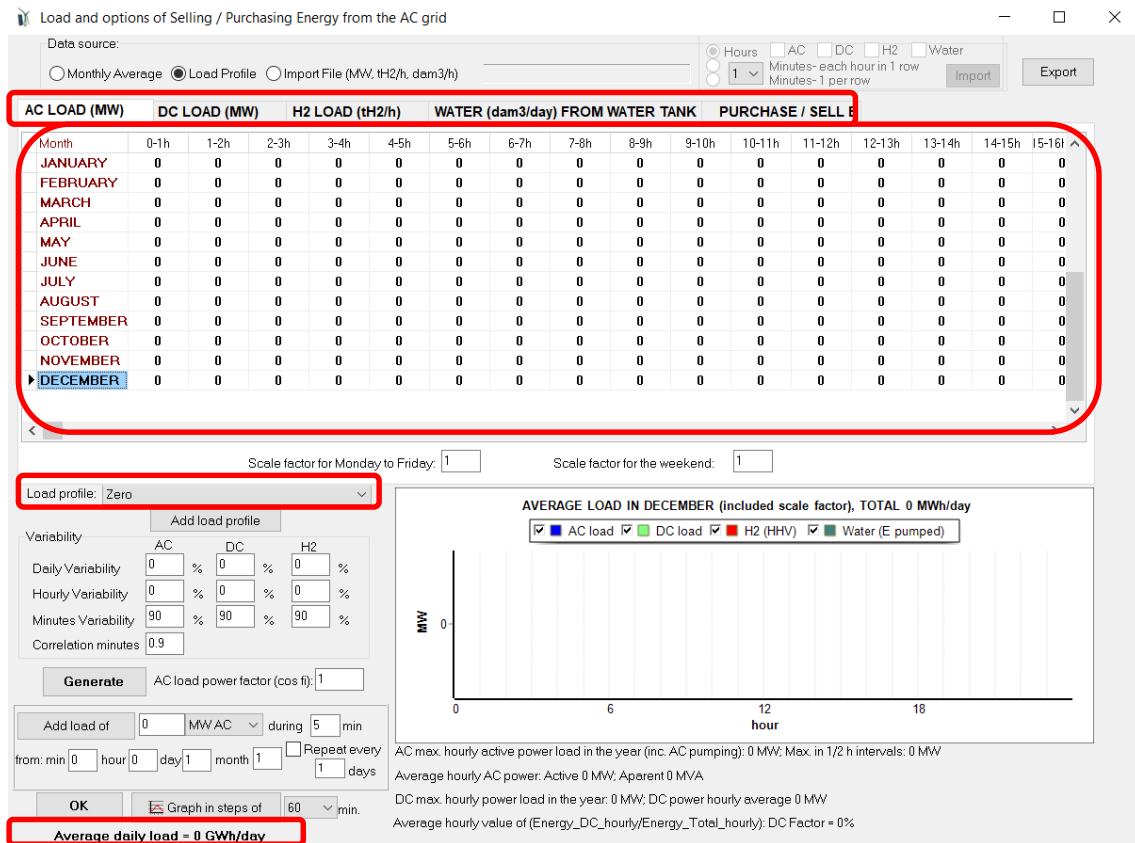 Load and options of Selling / Purchasing Energy from the AC grid
Data source:
Monthly Average Load Profile Import File (MW, tH2/h, dam3/h)
Hours AC DC H2 Water
1 Minutes- each hour in 1 row
Minutes- 1 per row
Import
Export
AC LOAD (MW) DC LOAD (MW) H2 LOAD (tH2/h) WATER (dam3/day) FROM WATER TANK PURCHASE / SELL E
Month 0-1h 1-2h 2-3h 3-4h 4-5h 5-6h 6-7h 7-8h 8-9h 9-10h 10-11h 11-12h 12-13h 13-14h 14-15h 15-16h
JANUARY 0 0 0 0 0 0 0 0 0 0 0 0 0 0 0 0
FEBRUARY 0 0 0 0 0 0 0 0 0 0 0 0 0 0 0 0
MARCH 0 0 0 0 0 0 0 0 0 0 0 0 0 0 0 0
APRIL 0 0 0 0 0 0 0 0 0 0 0 0 0 0 0 0
MAY 0 0 0 0 0 0 0 0 0 0 0 0 0 0 0 0
JUNE 0 0 0 0 0 0 0 0 0 0 0 0 0 0 0 0
JULY 0 0 0 0 0 0 0 0 0 0 0 0 0 0 0 0
AUGUST 0 0 0 0 0 0 0 0 0 0 0 0 0 0 0 0
SEPTEMBER 0 0 0 0 0 0 0 0 0 0 0 0 0 0 0 0
OCTOBER 0 0 0 0 0 0 0 0 0 0 0 0 0 0 0 0
NOVEMBER 0 0 0 0 0 0 0 0 0 0 0 0 0 0 0 0
DECEMBER 0 0 0 0 0 0 0 0 0 0 0 0 0 0 0 0
Scale factor for Monday to Friday: 1 Scale factor for the weekend: 1
Load profile: Zero
Add load profile
Variability
AC DC H2
Daily Variability 0 % 0 % 0 %
Hourly Variability 0 % 0 % 0 %
Minutes Variability 90 % 90 % 90 %
Correlation minutes 0.9
Generate AC load power factor (cos fi): 1
Add load of 0 MW AC during 5 min
from: min 0 hour 0 day 1 month 1 Repeat every
1 days
OK Graph in steps of 60 min.
Average daily load = 0 GWh/day
AVERAGE LOAD IN DECEMBER (included scale factor), TOTAL 0 MWh/day
AC load DC load H2 (HHV) Water (E pumped)
MW
0
0 6 12 18
hour
AC max. hourly active power load in the year (inc. AC pumping): 0 MW; Max. in 1/2 h intervals: 0 MW
Average hourly AC power: Active 0 MW; Aparent 0 MVA
DC max. hourly power load in the year: 0 MW; DC power hourly average 0 MW
Average hourly value of (Energy_DC_hourly/Energy_Total_hourly): DC Factor = 0%